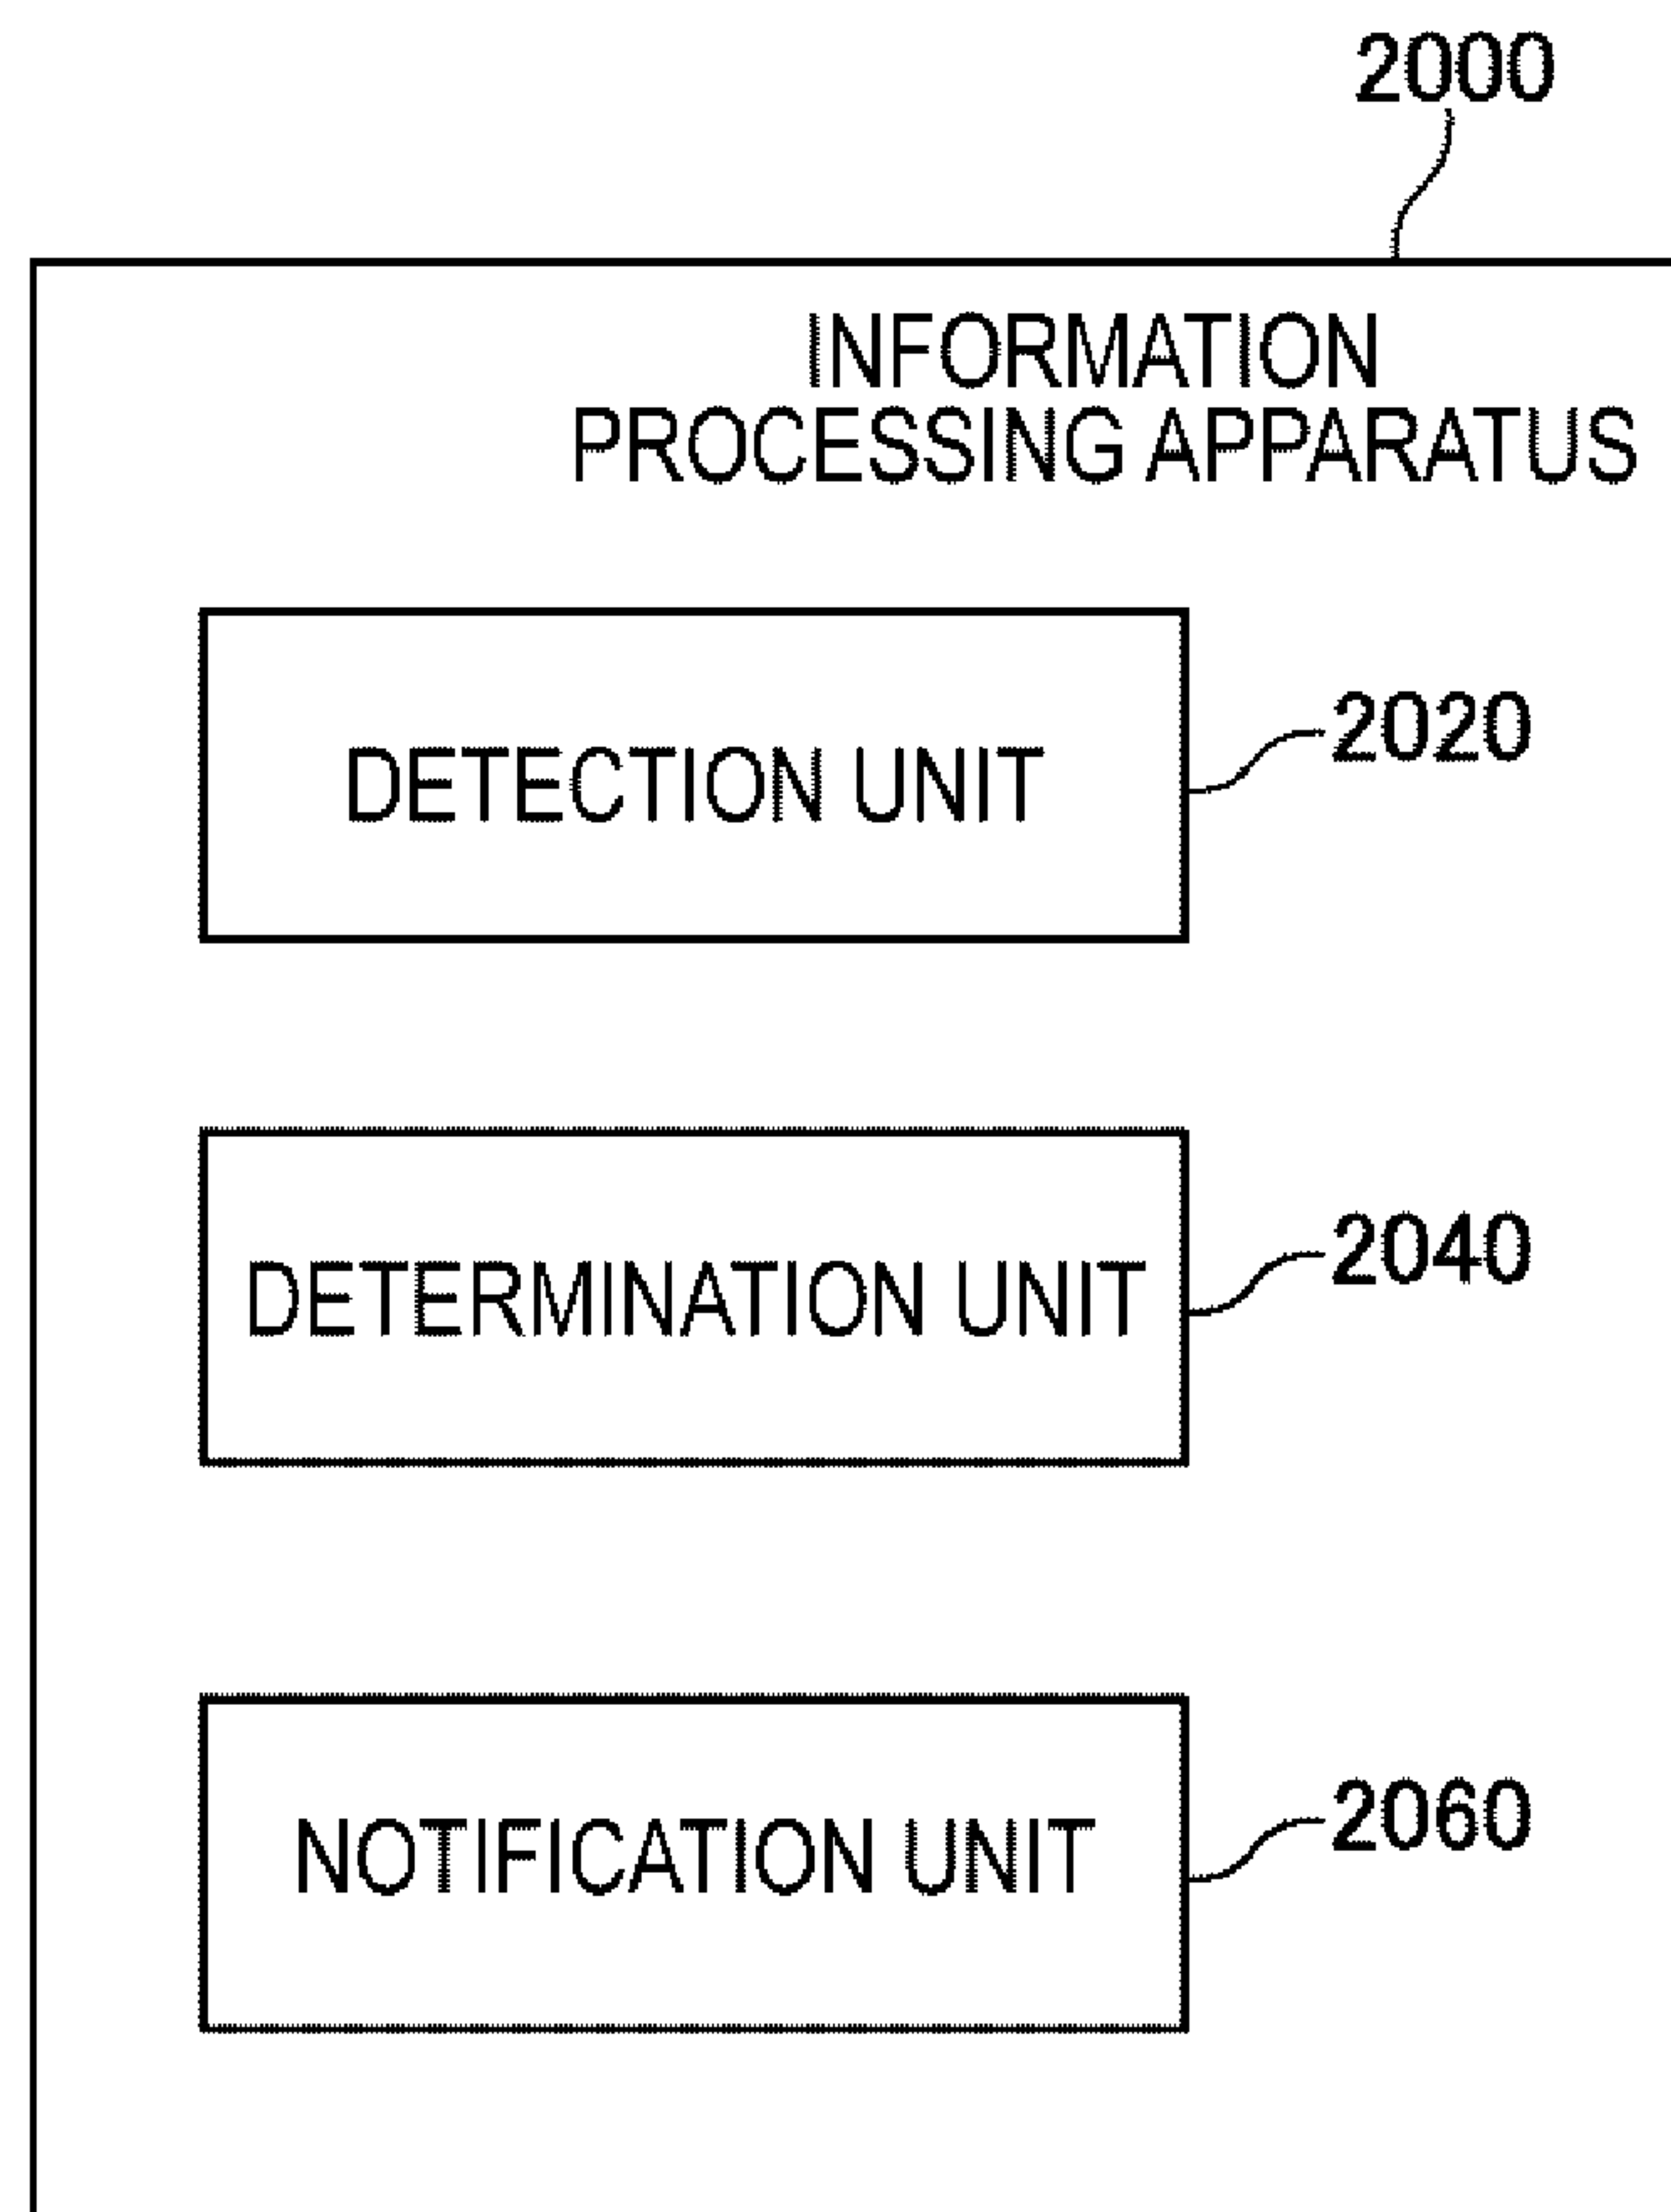 2000
INFORMATION
PROCESSING APPARATUS
DETECTION UNIT
2020
DETERMINATION UNIT
2040
NOTIFICATION UNIT
2060